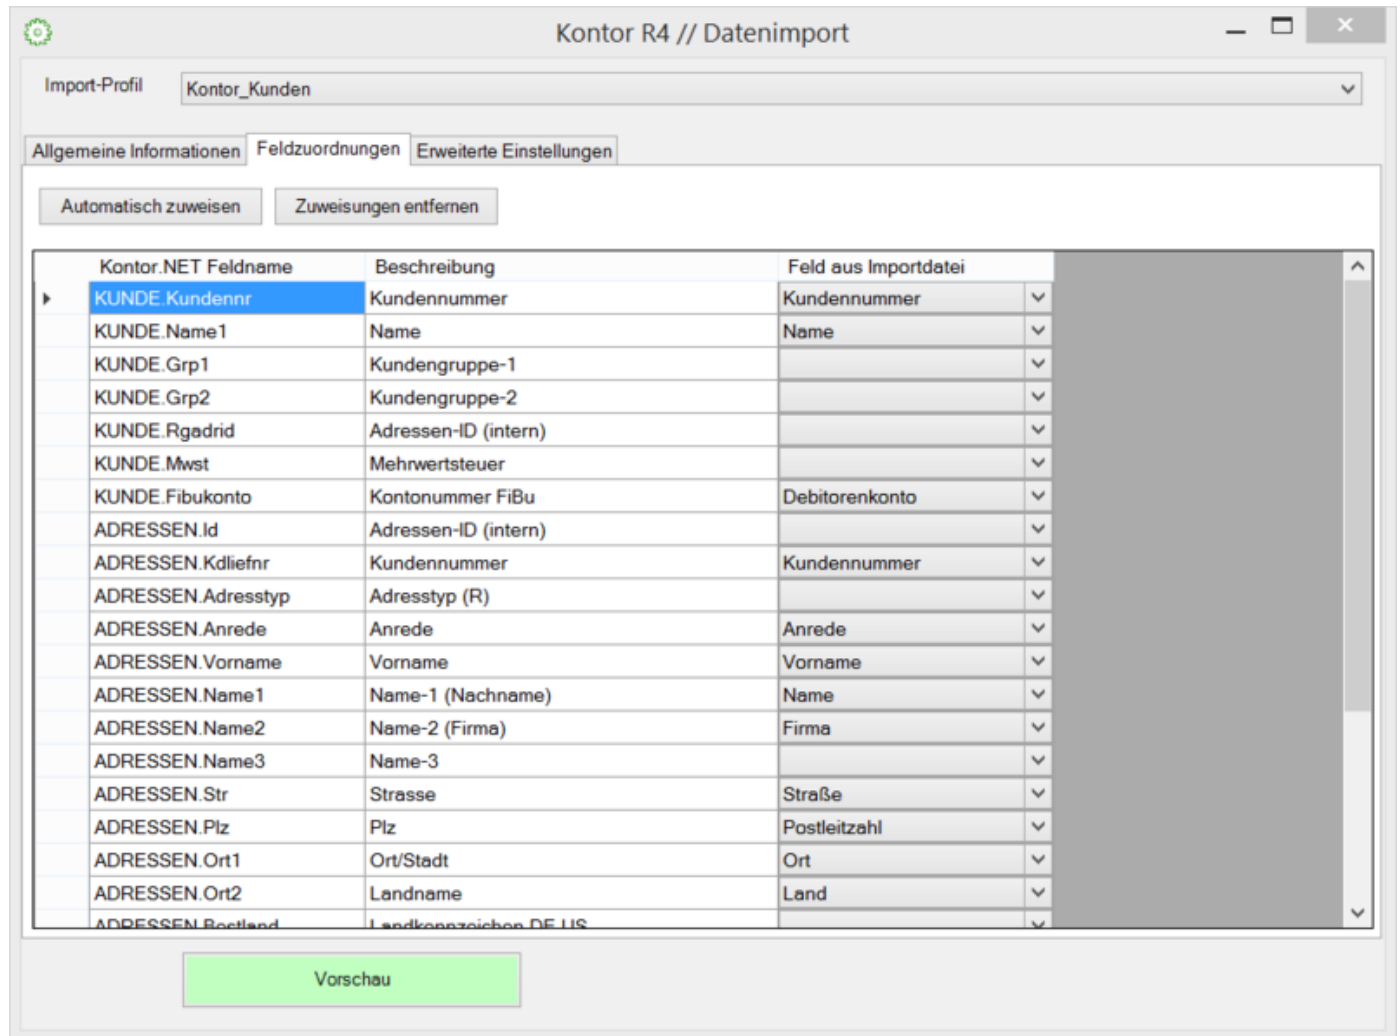 Kontor R4 // Datenimport
Import-Profil Kontor_Kunden
Allgemeine Informationen Feldzuordnungen Erweiterte Einstellungen
Automatisch zuweisen Zuweisungen entfernen
Kontor.NET Feldname Beschreibung Feld aus Importdatei
KUNDE.Kundennr Kundennummer Kundennummer
KUNDE.Name1 Name Name
KUNDE.Grp1 Kundengruppe-1
KUNDE.Grp2 Kundengruppe-2
KUNDE.Rgadrid Adressen-ID (intern)
KUNDE.Mwst Mehrwertsteuer
KUNDE.Fibukonto Kontonummer FiBu Debitorenkonto
ADRESSEN.Id Adressen-ID (intern)
ADRESSEN.Kdliefnr Kundennummer Kundennummer
ADRESSEN.Adresstyp Adresstyp (R)
ADRESSEN.Anrede Anrede Anrede
ADRESSEN.Vorname Vorname Vorname
ADRESSEN.Name1 Name-1 (Nachname) Name
ADRESSEN.Name2 Name-2 (Firma) Firma
ADRESSEN.Name3 Name-3
ADRESSEN.Str Strasse Straße
ADRESSEN.Plz Plz Postleitzahl
ADRESSEN.Ort1 Ort/Stadt Ort
ADRESSEN.Ort2 Landname Land
ADRESSEN.Bestland Landkennzeichen DE,US
Vorschau